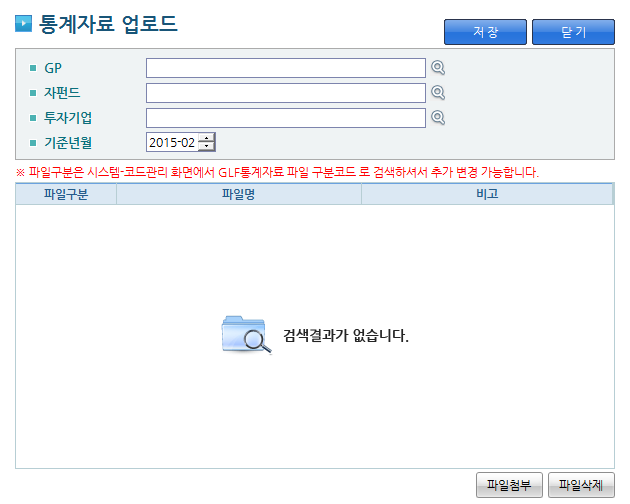 통계자료 업로드
저 장 닫 기
GP
자펀드
투자기업
기준년월 2015-02
※ 파일구분은 시스템-코드관리 화면에서 GLF통계자료 파일 구분코드 로 검색하셔서 추가 변경 가능합니다.
파일구분 파일명 비고
검색결과가 없습니다.
파일첨부 파일삭제